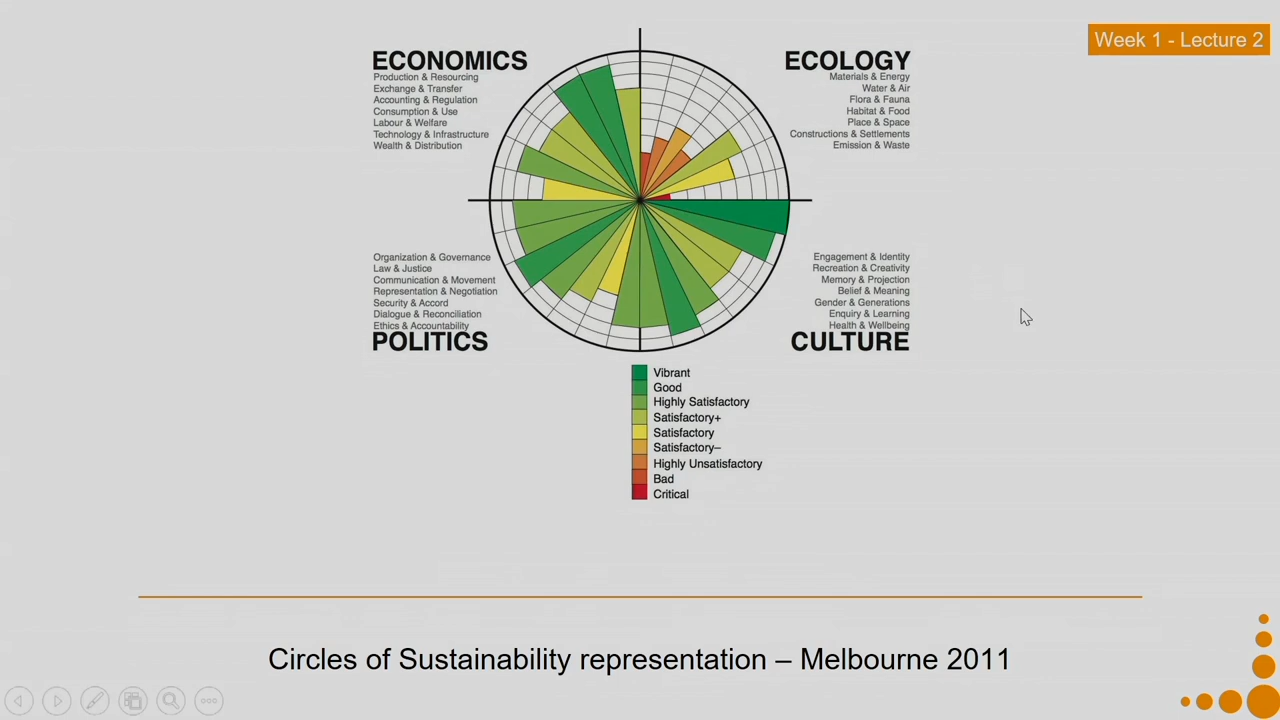 Week 1 - Lecture 2
ECONOMICS
Production & Resourcing
Exchange & Transfer
Accounting & Regulation
Consumption & Use
Labour & Welfare
Technology & Infrastructure
Wealth & Distribution
ECOLOGY
Materials & Energy
Water & Air
Flora & Fauna
Habitat & Food
Place & Space
Constructions & Settlements
Emission & Waste
Organization & Governance
Law & Justice
Communication & Movement
Representation & Negotiation
Security & Accord
Dialogue & Reconciliation
Ethics & Accountability
POLITICS
Engagement & Identity
Recreation & Creativity
Memory & Projection
Belief & Meaning
Gender & Generations
Enquiry & Learning
Health & Wellbeing
CULTURE
Vibrant
Good
Highly Satisfactory
Satisfactory+
Satisfactory
Satisfactory–
Highly Unsatisfactory
Bad
Critical
Circles of Sustainability representation – Melbourne 2011